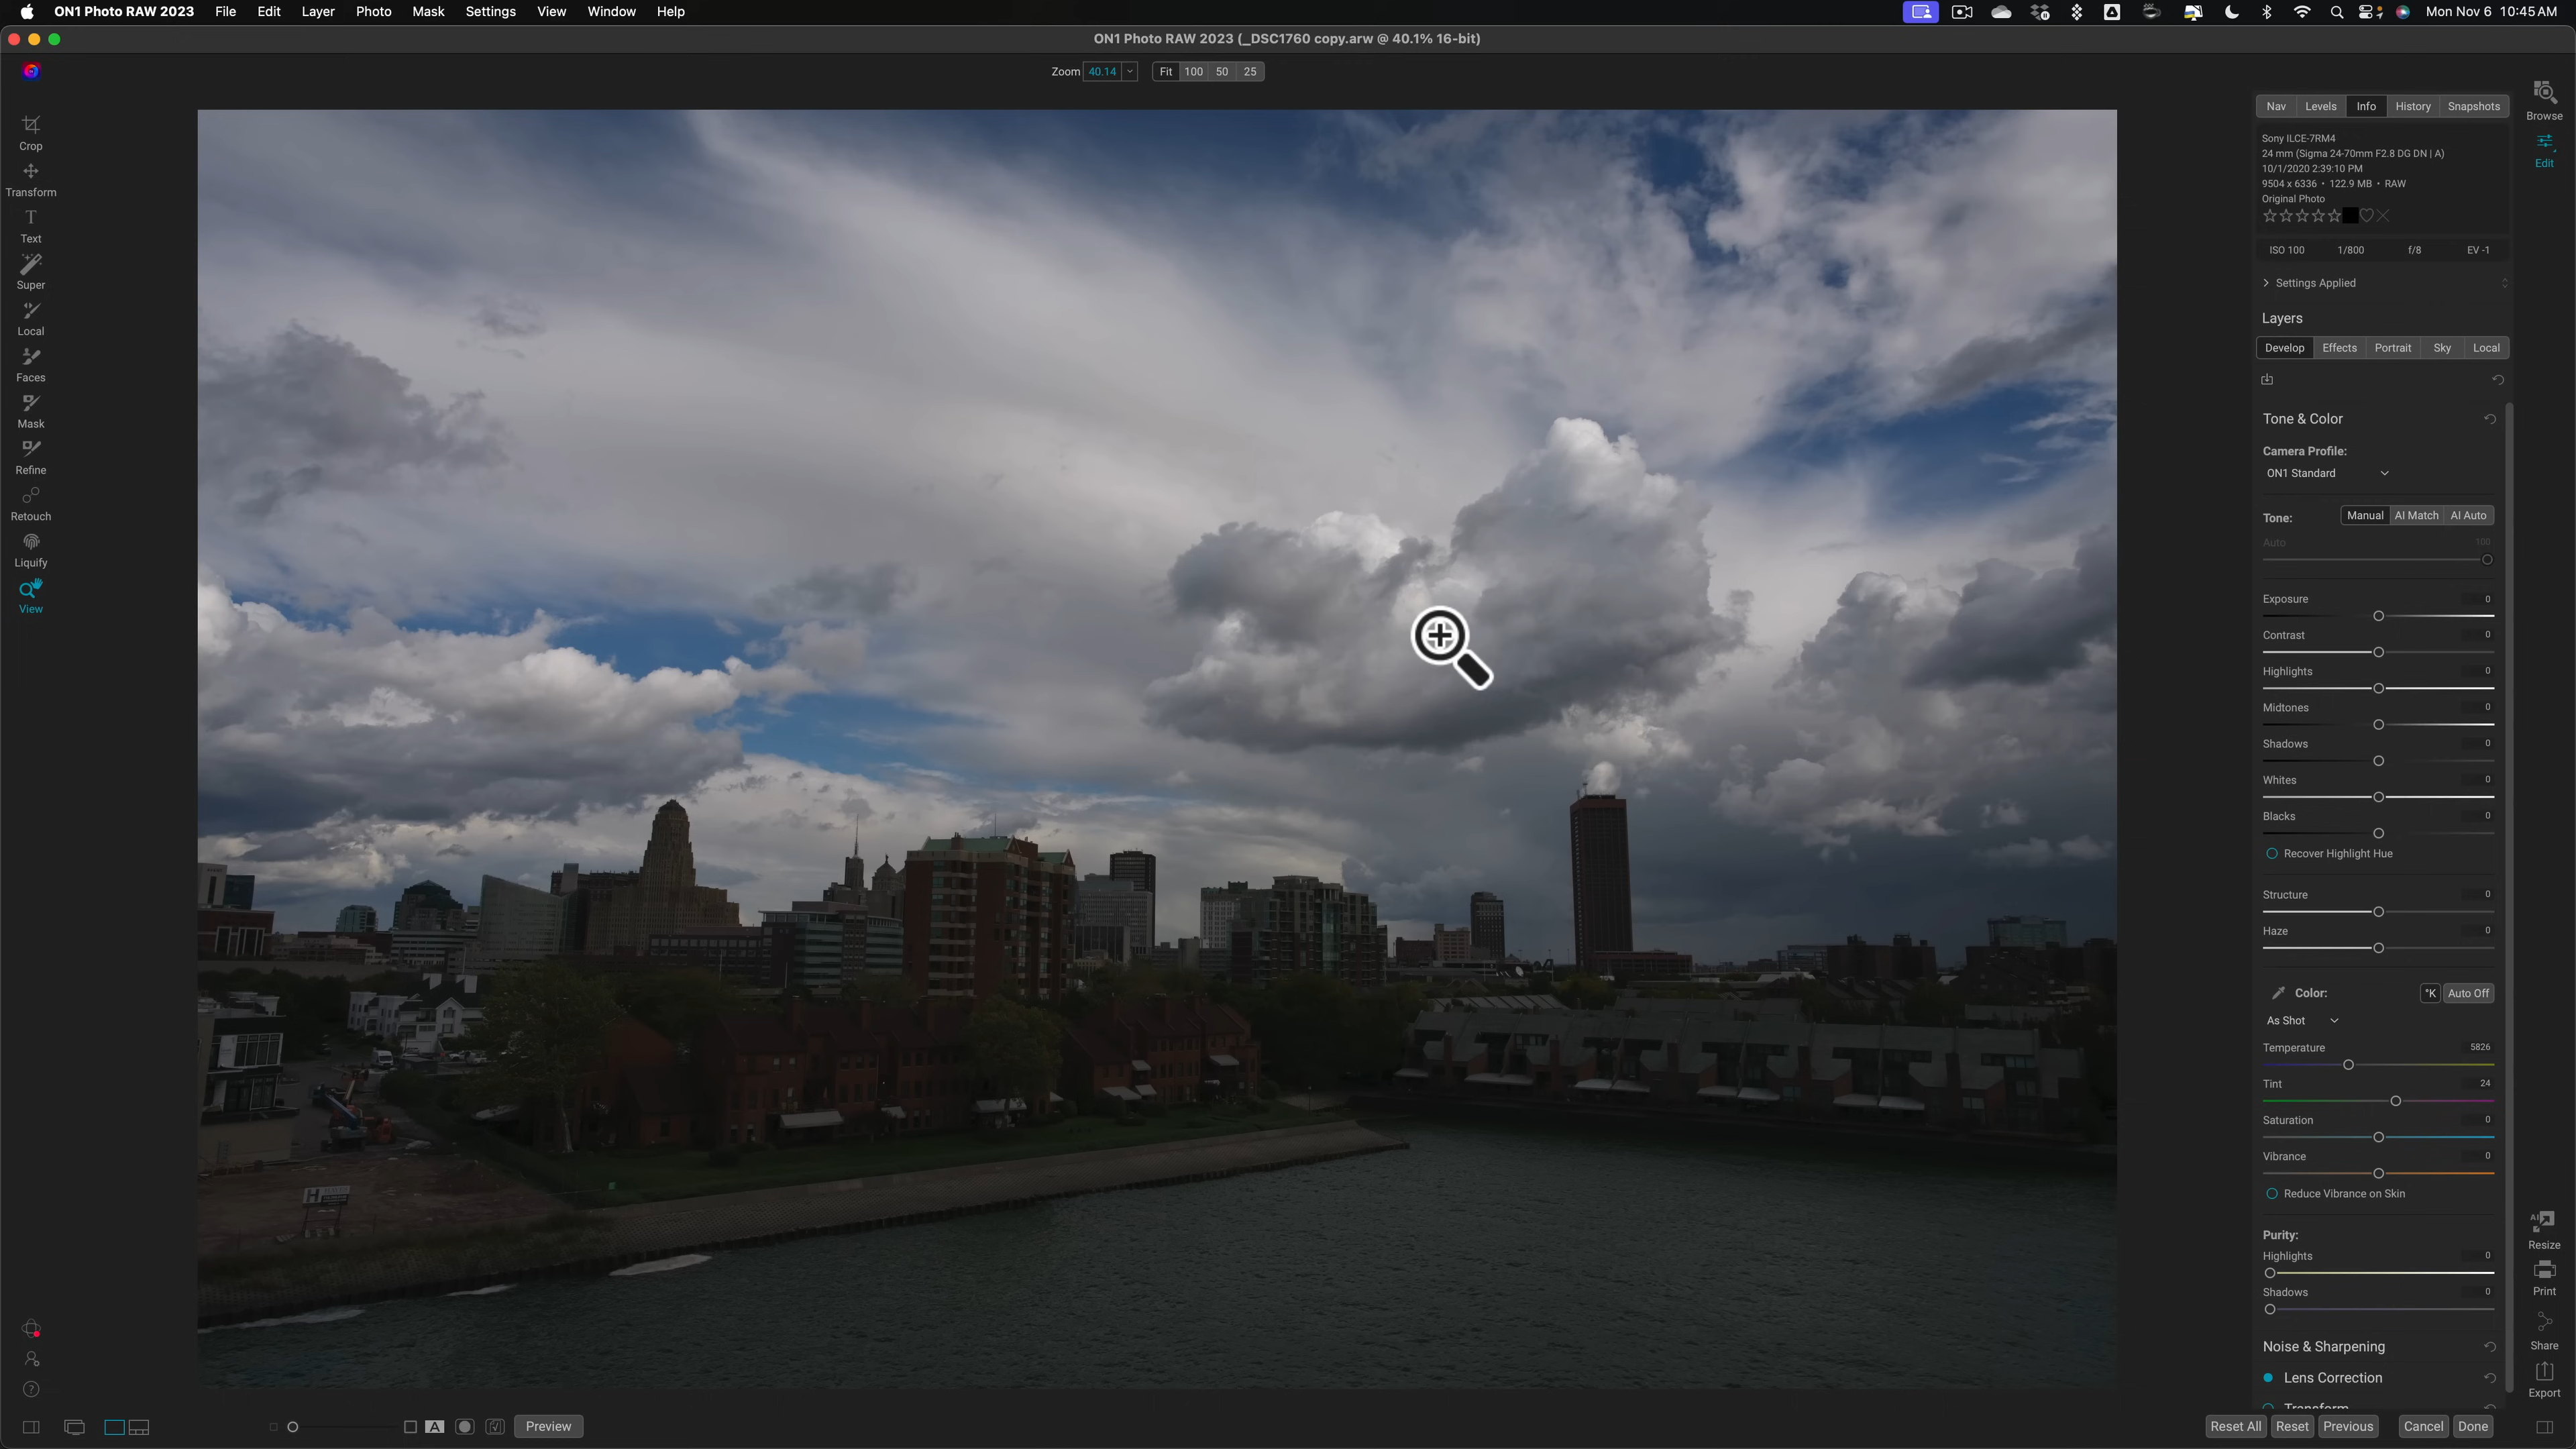 ON1 Photo RAW 2023 File Edit Layer Photo Mask Settings View Window Help Mon Nov 6 10:45 AM
ON1 Photo RAW 2023 (_DSC1760 copy.arw @ 40.1% 16-bit)
Zoom 40.14 Fit 100 50 25
Crop
Transform
Text
Super
Local
Faces
Mask
Refine
Retouch
Liquify
View
Nav Levels Info History Snapshots
Sony ILCE-7RM4
24 mm (Sigma 24-70mm F2.8 DG DN | A)
10/1/2020 2:39:10 PM
9504 x 6336 • 122.9 MB • RAW
Original Photo
ISO 100 1/800 f/8 EV -1
Settings Applied
Layers
Develop Effects Portrait Sky Local
Tone & Color
Camera Profile:
ON1 Standard
Tone: Manual AI Match AI Auto
Auto 100
Exposure 0
Contrast 0
Highlights 0
Midtones 0
Shadows 0
Whites 0
Blacks 0
Recover Highlight Hue
Structure 0
Haze 0
Color: °K Auto Off
As Shot
Temperature 5826
Tint 24
Saturation 0
Vibrance 0
Reduce Vibrance on Skin
Purity:
Highlights 0
Shadows 0
Noise & Sharpening
Lens Correction
Transform
Browse
Edit
AI
Resize
Print
Share
Export
A Preview
Reset All Reset Previous Cancel Done